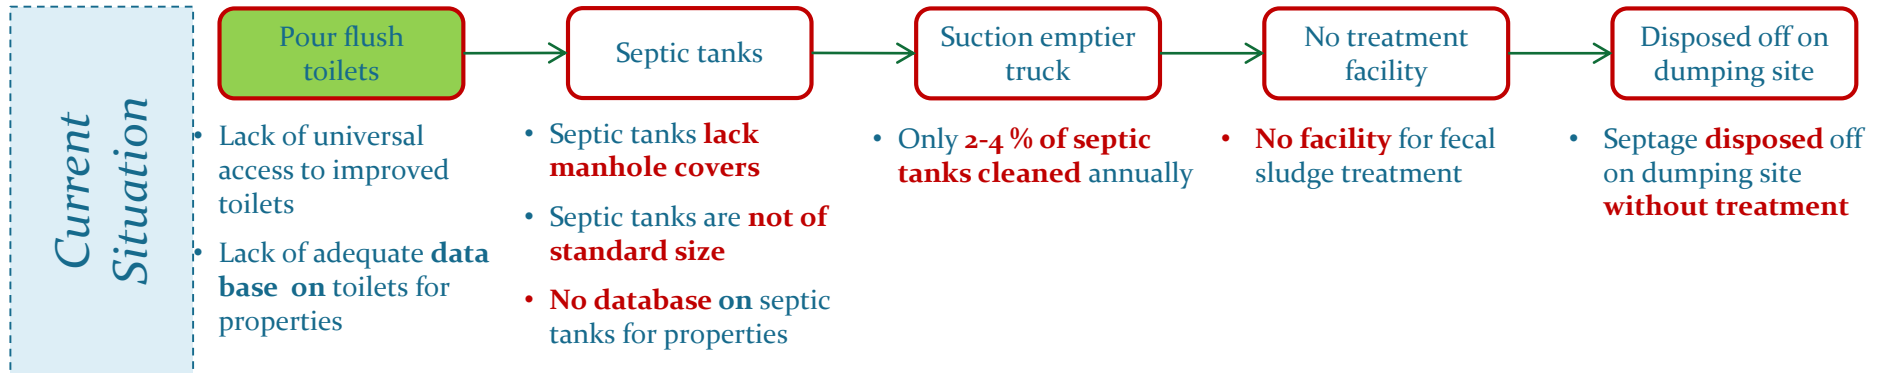 Current
Situation
Pour flush
toilets
Septic tanks
Suction emptier
truck
No treatment
facility
Disposed off on
dumping site
• Lack of universal
access to improved
toilets
• Lack of adequate data
base on toilets for
properties
• Septic tanks lack
manhole covers
• Septic tanks are not of
standard size
• No database on septic
tanks for properties
• Only 2-4 % of septic
tanks cleaned annually
• No facility for fecal
sludge treatment
• Septage disposed off
on dumping site
without treatment